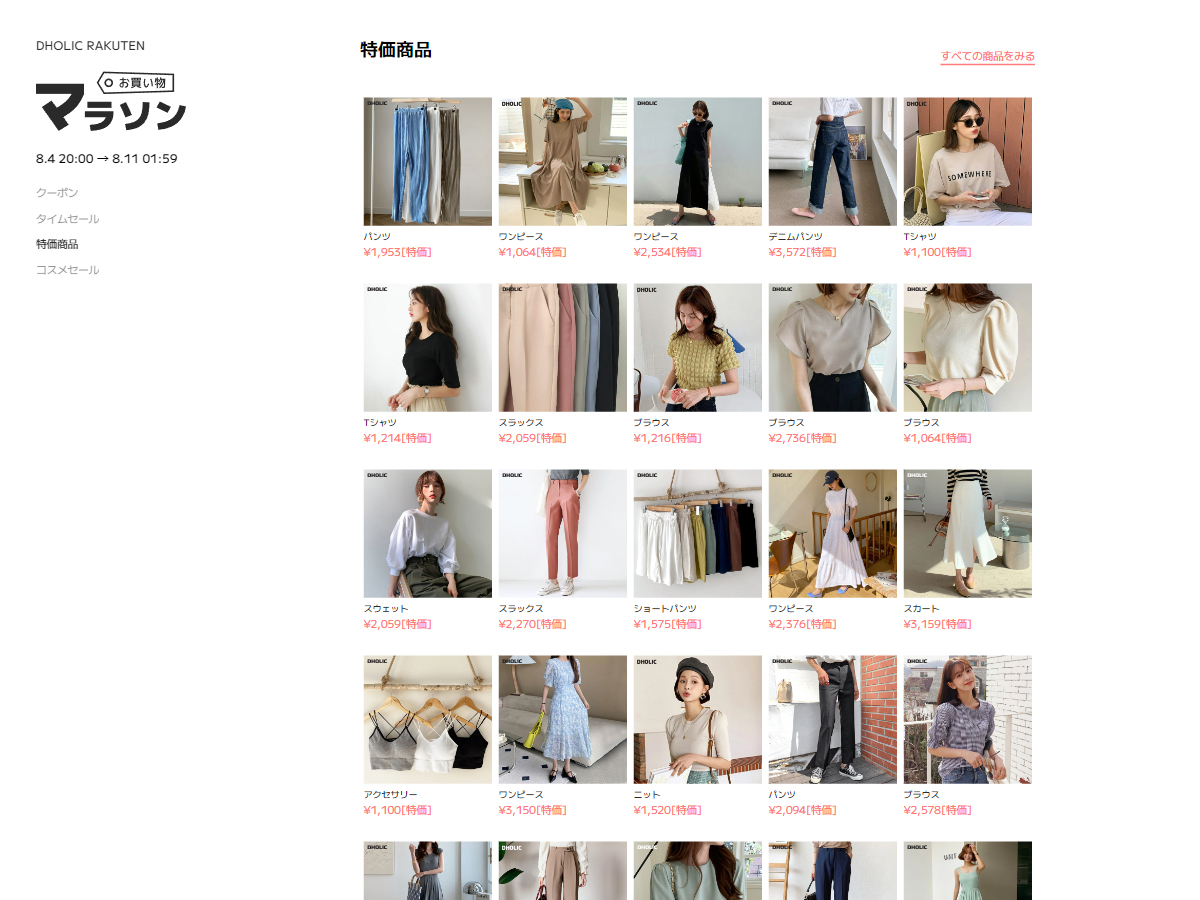 DHOLIC RAKUTEN
お買い物
マラソン
8.4 20:00 → 8.11 01:59
クーポン
タイムセール
特価商品
コスメセール
特価商品
すべての商品をみる
DHOLIC DHOLIC DHOLIC DHOLIC DHOLIC
SOMEWHERE
パンツ ワンピース ワンピース デニムパンツ Tシャツ
¥1,953[特価] ¥1,064[特価] ¥2,534[特価] ¥3,572[特価] ¥1,100[特価]
DHOLIC DHOLIC DHOLIC DHOLIC DHOLIC
Tシャツ スラックス ブラウス ブラウス ブラウス
¥1,214[特価] ¥2,059[特価] ¥1,216[特価] ¥2,736[特価] ¥1,064[特価]
DHOLIC DHOLIC DHOLIC DHOLIC DHOLIC
スウェット スラックス ショートパンツ ワンピース スカート
¥2,059[特価] ¥2,270[特価] ¥1,575[特価] ¥2,376[特価] ¥3,159[特価]
DHOLIC DHOLIC DHOLIC DHOLIC DHOLIC
アクセサリー ワンピース ニット パンツ ブラウス
¥1,100[特価] ¥3,150[特価] ¥1,520[特価] ¥2,094[特価] ¥2,578[特価]
DHOLIC DHOLIC DHOLIC DHOLIC DHOLIC